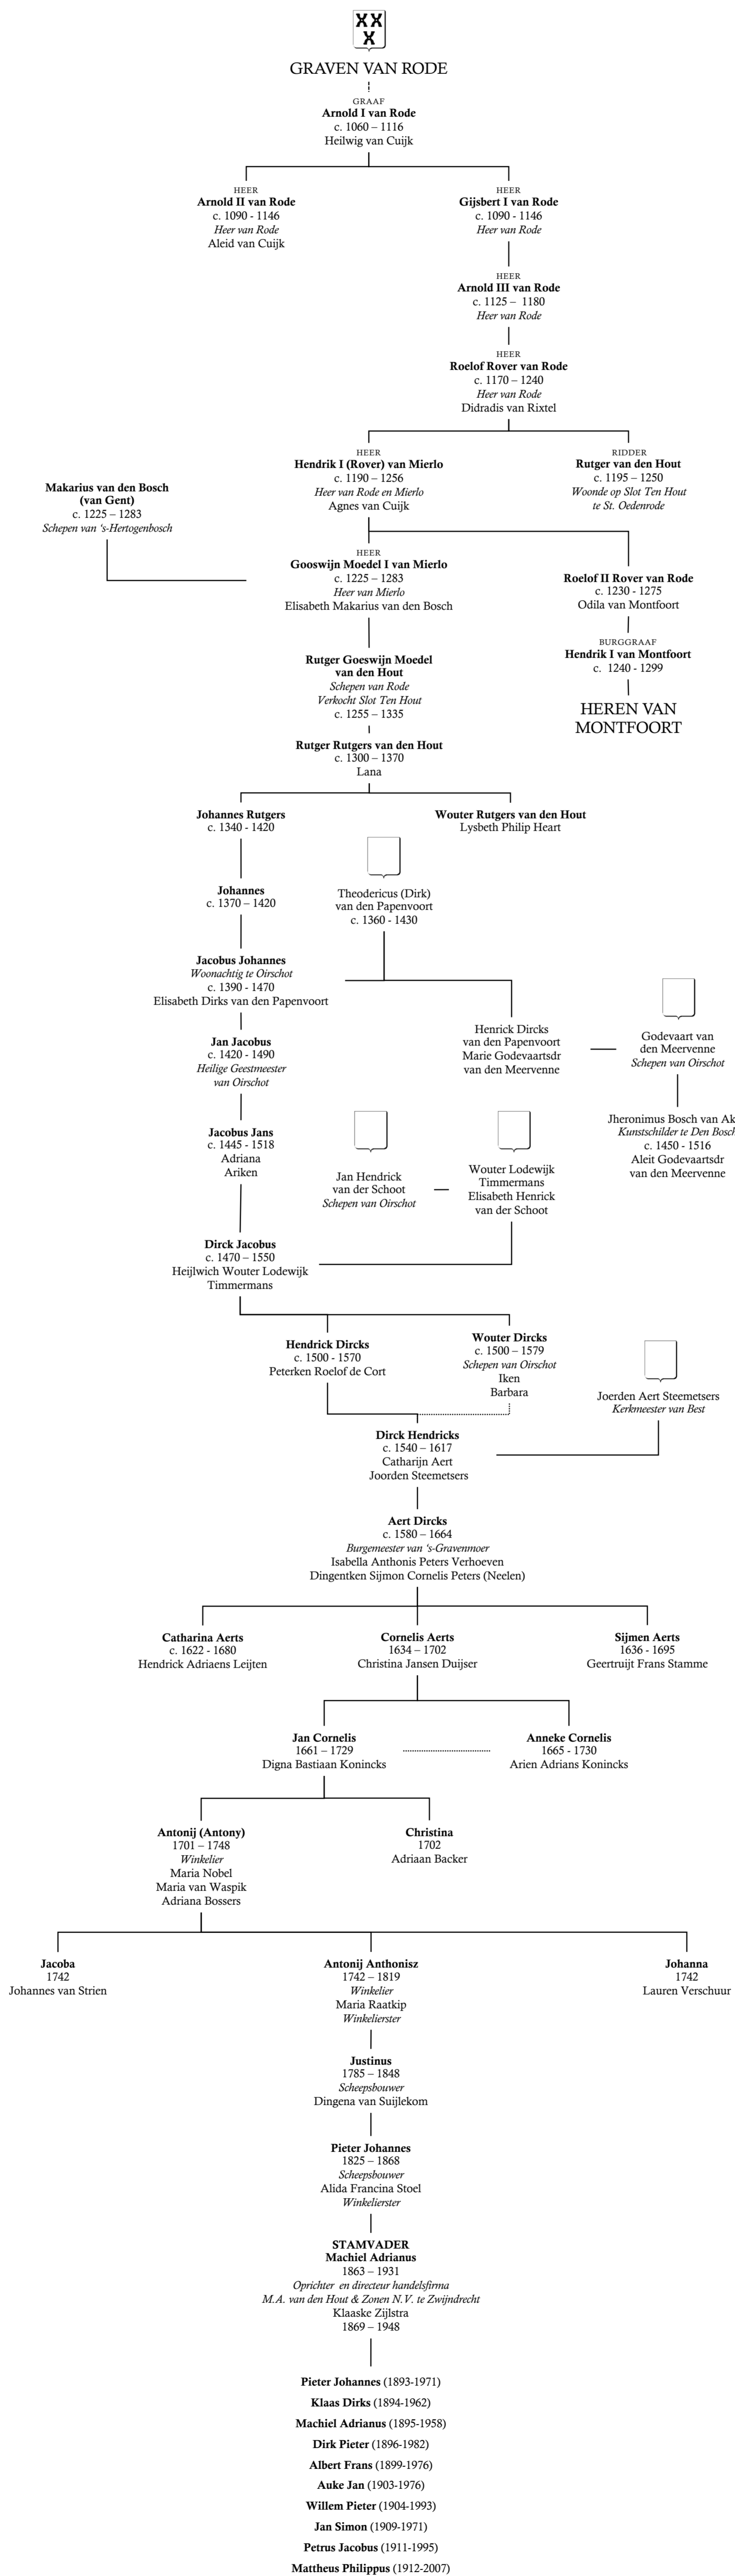 GRAVEN VAN RODE
GRAAF
Arnold I van Rode
c. 1060 – 1116
Heilwig van Cuijk
HEER
Arnold II van Rode
c. 1090 - 1146
Heer van Rode
Aleid van Cuijk
HEER
Gijsbert I van Rode
c. 1090 - 1146
Heer van Rode
HEER
Arnold III van Rode
c. 1125 – 1180
Heer van Rode
HEER
Roelof Rover van Rode
c. 1170 – 1240
Heer van Rode
Didradis van Rixtel
HEER
Hendrik I (Rover) van Mierlo
c. 1190 – 1256
Heer van Rode en Mierlo
Agnes van Cuijk
RIDDER
Rutger van den Hout
c. 1195 – 1250
Woonde op Slot Ten Hout
te St. Oedenrode
Makarius van den Bosch
(van Gent)
c. 1225 – 1283
Schepen van ‘s-Hertogenbosch
HEER
Gooswijn Moedel I van Mierlo
c. 1225 – 1283
Heer van Mierlo
Elisabeth Makarius van den Bosch
Roelof II Rover van Rode
c. 1230 - 1275
Odila van Montfoort
BURGGRAAF
Hendrik I van Montfoort
c. 1240 - 1299
HEREN VAN
MONTFOORT
Rutger Goeswijn Moedel
van den Hout
Schepen van Rode
Verkocht Slot Ten Hout
c. 1255 – 1335
Rutger Rutgers van den Hout
c. 1300 – 1370
Lana
Johannes Rutgers
c. 1340 - 1420
Wouter Rutgers van den Hout
Lysbeth Philip Heart
Johannes
c. 1370 – 1420
Theodericus (Dirk)
van den Papenvoort
c. 1360 - 1430
Jacobus Johannes
Woonachtig te Oirschot
c. 1390 - 1470
Elisabeth Dirks van den Papenvoort
Henrick Dircks
van den Papenvoort
Marie Godevaartsdr
van den Meervenne
Godevaart van
den Meervenne
Schepen van Oirschot
Jan Jacobus
c. 1420 - 1490
Heilige Geestmeester
van Oirschot
Jheronimus Bosch van Ak
Kunstschilder te Den Bosch
c. 1450 - 1516
Aleit Godevaartsdr
van den Meervenne
Jacobus Jans
c. 1445 - 1518
Adriana
Ariken
Jan Hendrick
van der Schoot
Schepen van Oirschot
Wouter Lodewijk
Timmermans
Elisabeth Henrick
van der Schoot
Dirck Jacobus
c. 1470 – 1550
Heijlwich Wouter Lodewijk
Timmermans
Hendrick Dircks
c. 1500 - 1570
Peterken Roelof de Cort
Wouter Dircks
c. 1500 – 1579
Schepen van Oirschot
Iken
Barbara
Joerden Aert Steemetsers
Kerkmeester van Best
Dirck Hendricks
c. 1540 – 1617
Catharijn Aert
Joorden Steemetsers
Aert Dircks
c. 1580 – 1664
Burgemeester van ‘s-Gravenmoer
Isabella Anthonis Peters Verhoeven
Dingentken Sijmon Cornelis Peters (Neelen)
Catharina Aerts
c. 1622 - 1680
Hendrick Adriaens Leijten
Cornelis Aerts
1634 – 1702
Christina Jansen Duijser
Sijmen Aerts
1636 - 1695
Geertruijt Frans Stamme
Jan Cornelis
1661 – 1729
Digna Bastiaan Konincks
Anneke Cornelis
1665 - 1730
Arien Adrians Konincks
Antonij (Antony)
1701 – 1748
Winkelier
Maria Nobel
Maria van Waspik
Adriana Bossers
Christina
1702
Adriaan Backer
Jacoba
1742
Johannes van Strien
Antonij Anthonisz
1742 – 1819
Winkelier
Maria Raatkip
Winkelierster
Johanna
1742
Lauren Verschuur
Justinus
1785 – 1848
Scheepsbouwer
Dingena van Suijlekom
Pieter Johannes
1825 – 1868
Scheepsbouwer
Alida Francina Stoel
Winkelierster
STAMVADER
Machiel Adrianus
1863 – 1931
Oprichter en directeur handelsfirma
M.A. van den Hout & Zonen N.V. te Zwijndrecht
Klaaske Zijlstra
1869 – 1948
Pieter Johannes (1893-1971)
Klaas Dirks (1894-1962)
Machiel Adrianus (1895-1958)
Dirk Pieter (1896-1982)
Albert Frans (1899-1976)
Auke Jan (1903-1976)
Willem Pieter (1904-1993)
Jan Simon (1909-1971)
Petrus Jacobus (1911-1995)
Mattheus Philippus (1912-2007)